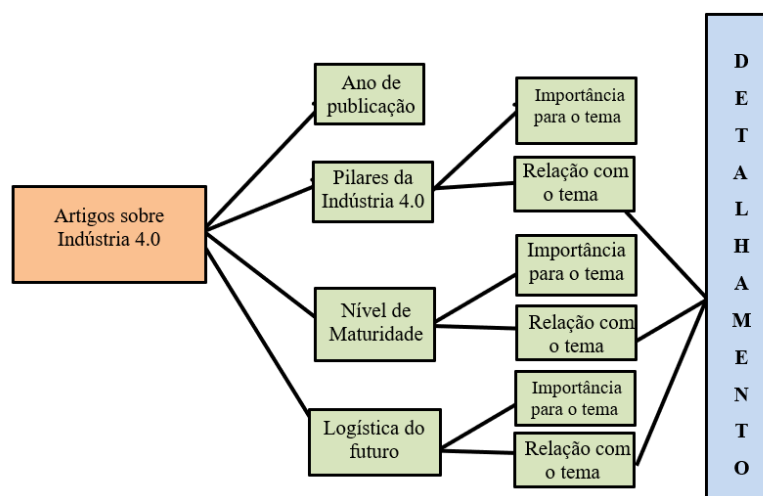 Artigos sobre
Indústria 4.0
Ano de
publicação
Pilares da
Indústria 4.0
Nível de
Maturidade
Logística do
futuro
Importância
para o tema
Relação com
o tema
Importância
para o tema
Relação com
o tema
Importância
para o tema
Relação com
o tema
D
E
T
A
L
H
A
M
E
N
T
O